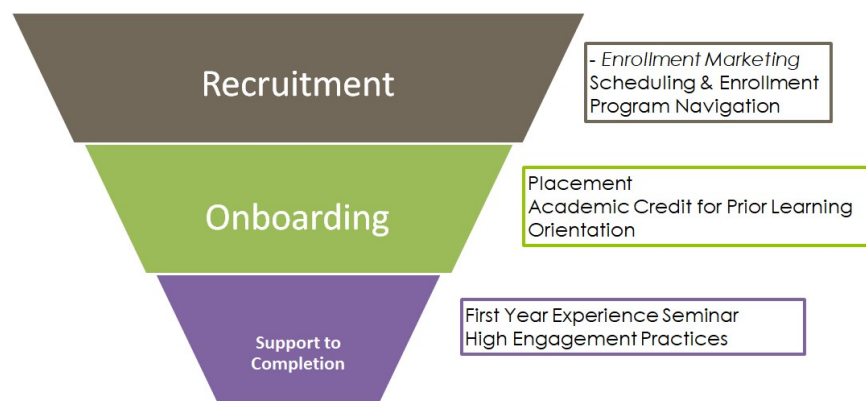 Recruitment
- Enrollment Marketing
Scheduling & Enrollment
Program Navigation
Onboarding
Placement
Academic Credit for Prior Learning
Orientation
Support to
Completion
First Year Experience Seminar
High Engagement Practices